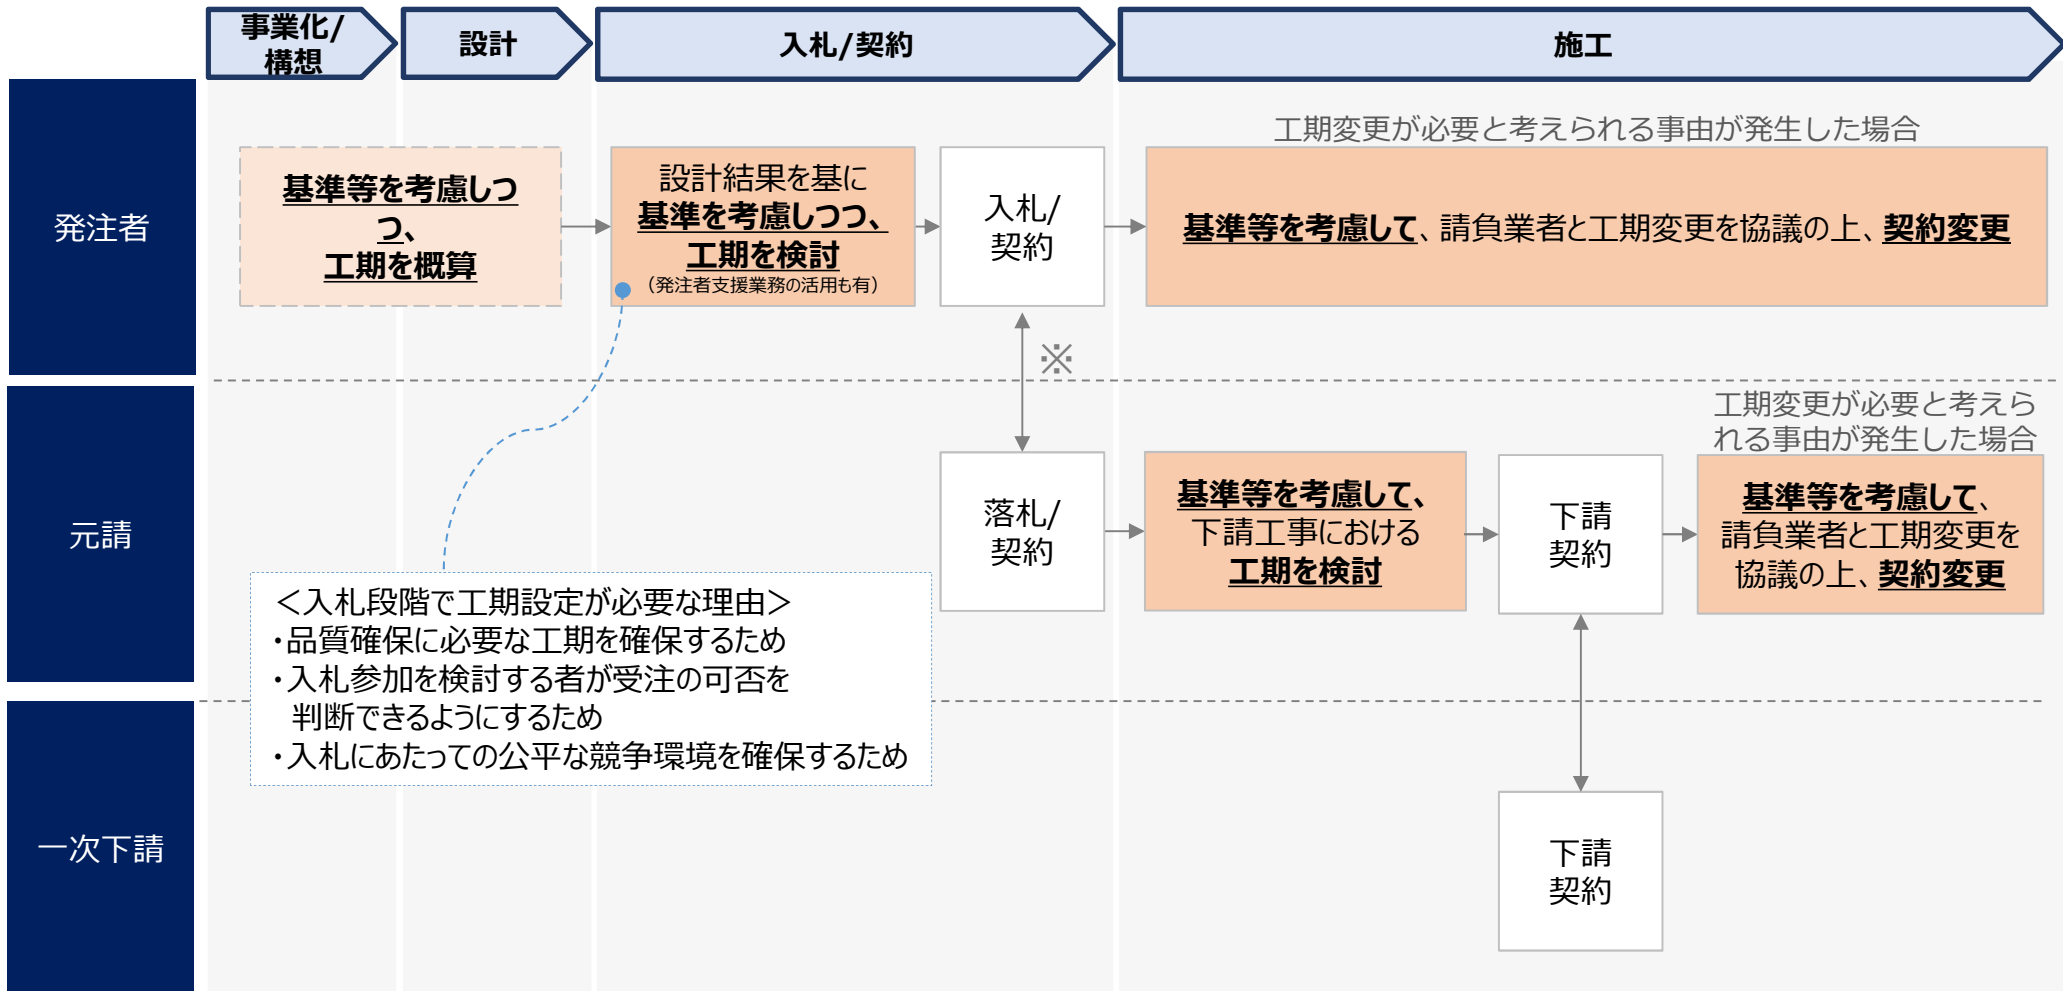 事業化/
構想
設計
入札/契約
施工
発注者
工期変更が必要と考えられる事由が発生した場合
基準等を考慮しつ
つ、
工期を概算
設計結果を基に
基準を考慮しつつ、
工期を検討
（発注者支援業務の活用も有）
入札/
契約
基準等を考慮して、請負業者と工期変更を協議の上、契約変更
※
元請
工期変更が必要と考えら
れる事由が発生した場合
落札/
契約
基準等を考慮して、
下請工事における
工期を検討
下請
契約
基準等を考慮して、
請負業者と工期変更を
協議の上、契約変更
＜入札段階で工期設定が必要な理由＞
・品質確保に必要な工期を確保するため
・入札参加を検討する者が受注の可否を
判断できるようにするため
・入札にあたっての公平な競争環境を確保するため
一次下請
下請
契約